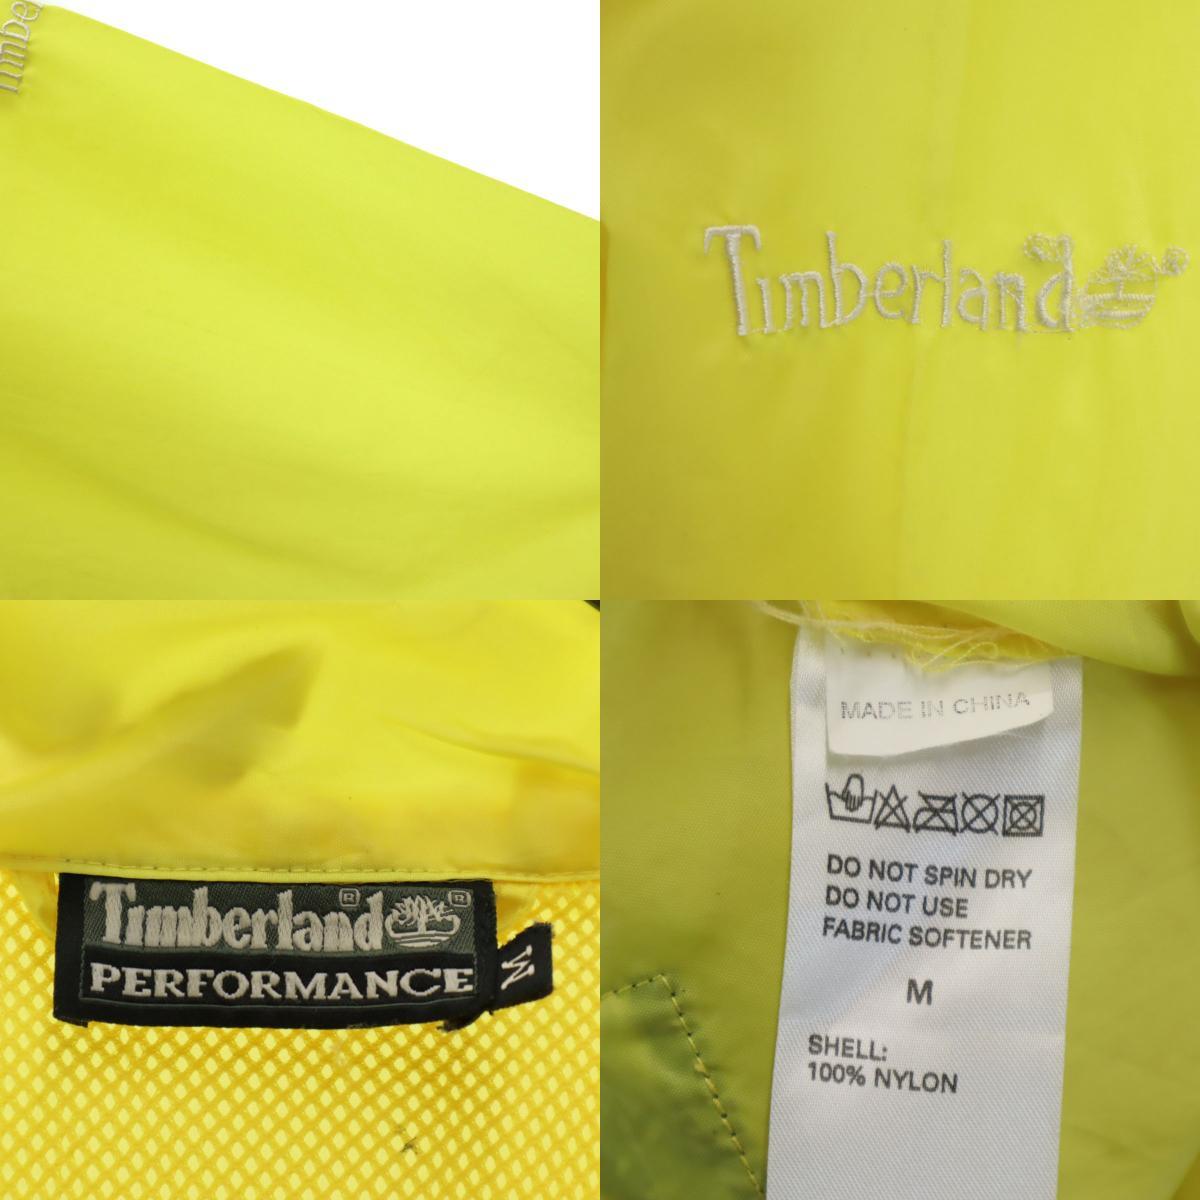 Timberland
Timberland
PERFORMANCE
M
MADE IN CHINA
DO NOT SPIN DRY
DO NOT USE
FABRIC SOFTENER
M
SHELL:
100% NYLON